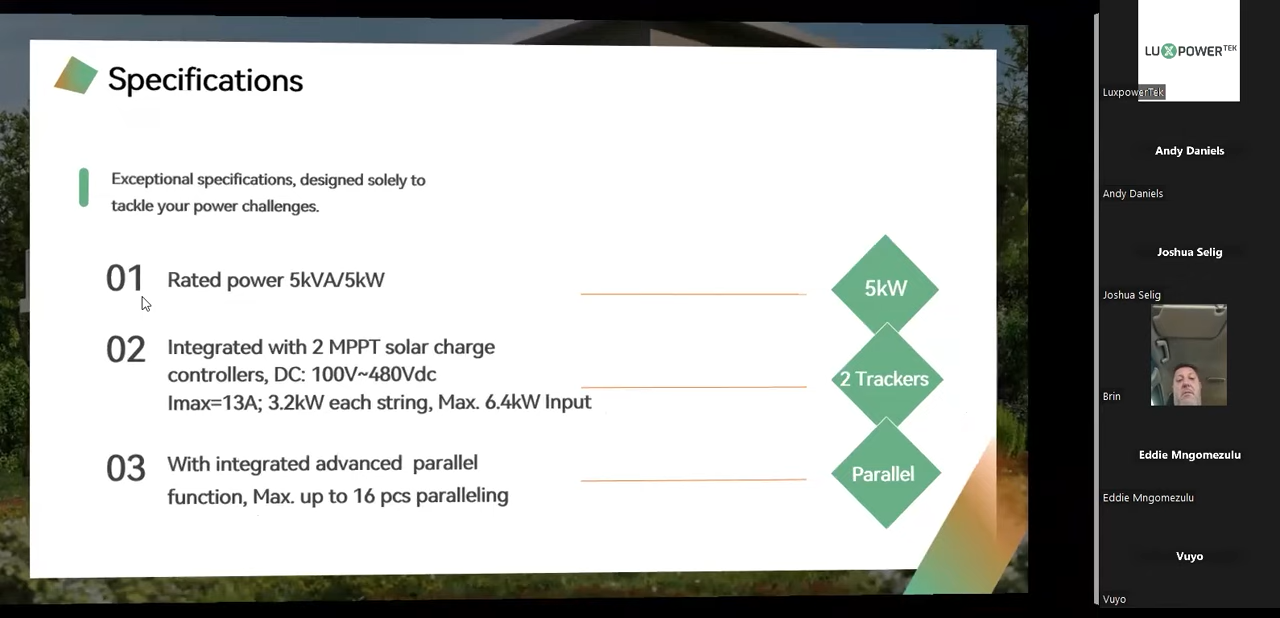 Specifications
Exceptional specifications, designed solely to
tackle your power challenges.
01
Rated power 5kVA/5kW
5kW
02
Integrated with 2 MPPT solar charge
controllers, DC: 100V~480Vdc
Imax=13A; 3.2kW each string, Max. 6.4kW Input
2 Trackers
03
With integrated advanced parallel
function, Max. up to 16 pcs paralleling
Parallel
LUXPOWERTEK
LuxpowerTek
Andy Daniels
Andy Daniels
Joshua Selig
Joshua Selig
Brin
Eddie Mngomezulu
Eddie Mngomezulu
Vuyo
Vuyo